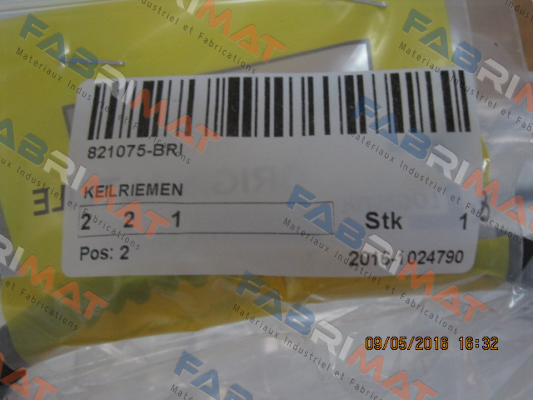 821075-BRI
KEILRIEMEN
2 2 1 Stk 1
Pos: 2 2016-1024790
09/05/2016 16:32
FABRIMAT
Materiaux Industriel et Fabrications